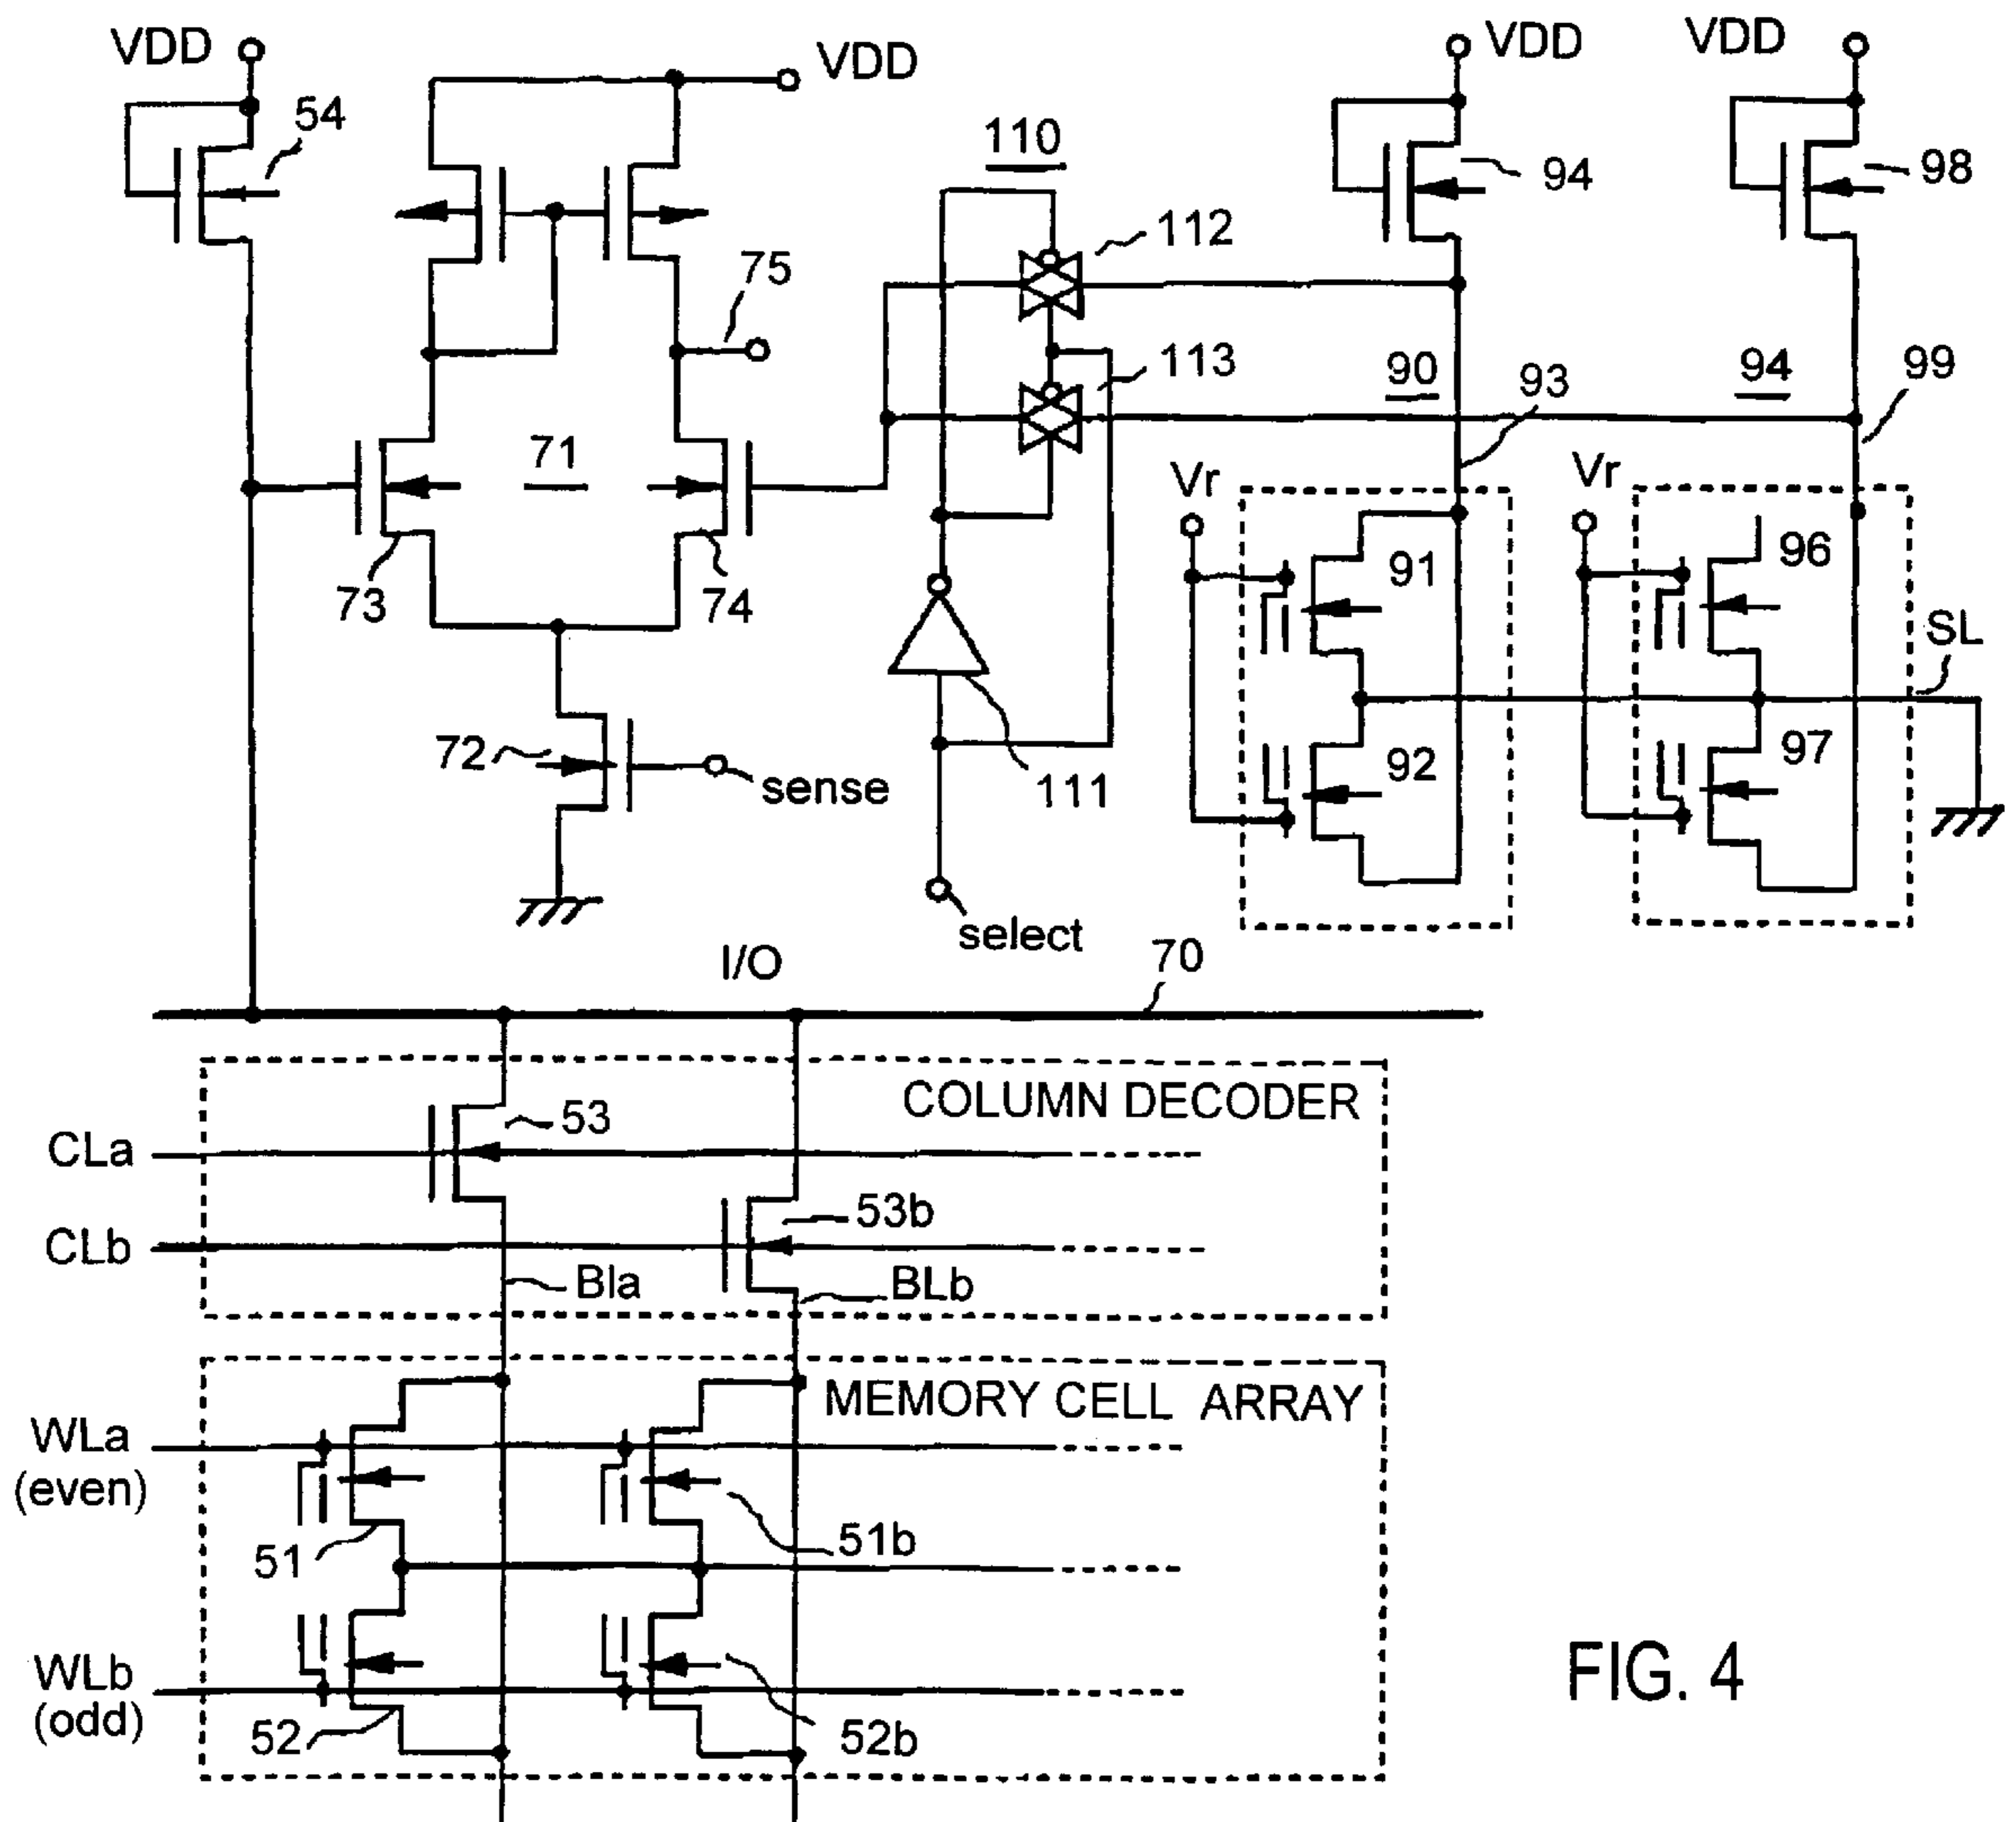 VDD
VDD
VDD
VDD
54
110
94
98
112
75
113
90
93
94
99
71
Vr
Vr
91
96
73
74
SL
72
sense
111
92
97
select
I/O
70
COLUMN DECODER
53
CLa
53b
CLb
Bla
BLb
MEMORY CELL ARRAY
WLa
(even)
51
51b
WLb
(odd)
52
52b
FIG. 4